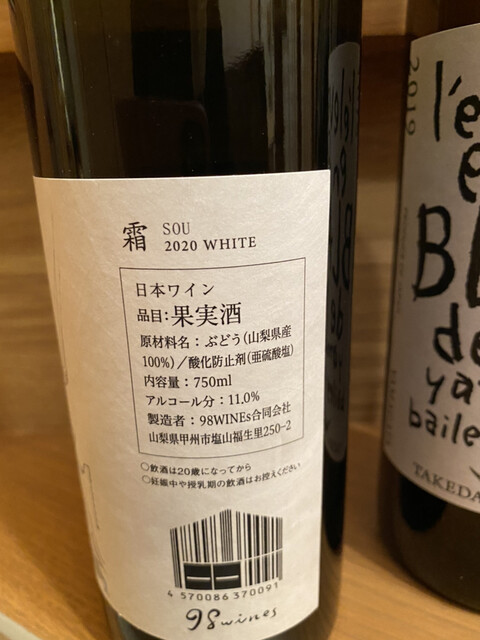 霜 SOU
2020 WHITE
日本ワイン
品目:果実酒
原材料名:ぶどう(山梨県産
100%)/酸化防止剤(亜硫酸塩)
内容量:750ml
アルコール分:11.0%
製造者:98WINEs合同会社
山梨県甲州市塩山福生里250-2
○飲酒は20歳になってから
○妊娠中や授乳期の飲酒はお控えください
4 570086 370091
98wines
2019
l'e
Bl
de
ya
baile
TAKEDA